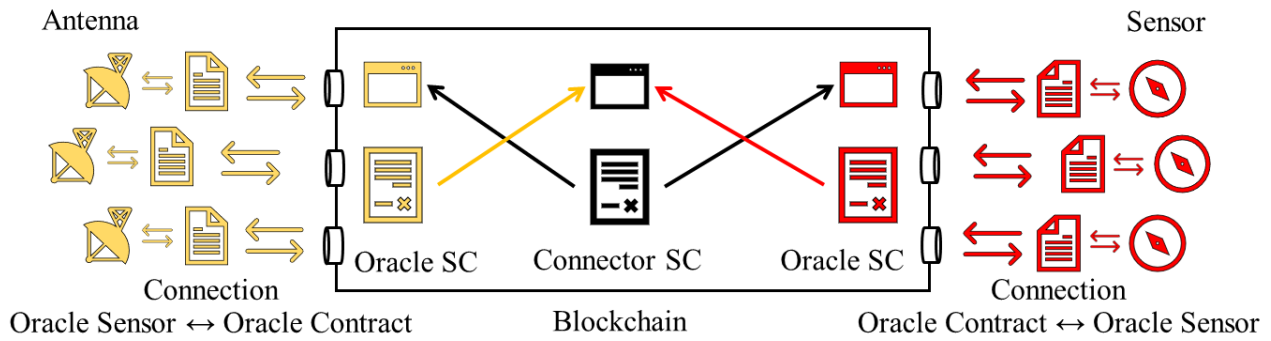 Antenna
Sensor
Oracle SC
Connector SC
Oracle SC
Connection
Oracle Sensor ↔ Oracle Contract
Blockchain
Connection
Oracle Contract ↔ Oracle Sensor